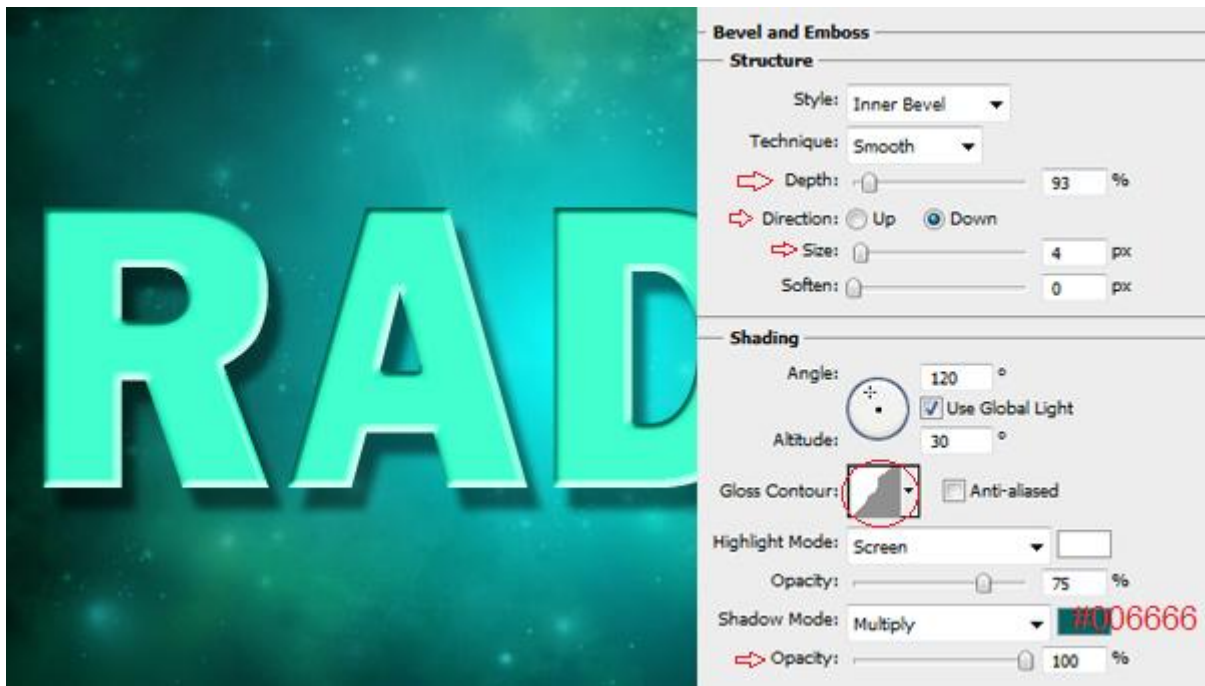 RAD
Bevel and Emboss
Structure
Style: Inner Bevel
Technique: Smooth
Depth: 93 %
Direction: Up Down
Size: 4 px
Soften: 0 px
Shading
Angle: 120 °
Use Global Light
Altitude: 30 °
Gloss Contour: Anti-aliased
Highlight Mode: Screen
Opacity: 75 %
Shadow Mode: Multiply #006666
Opacity: 100 %